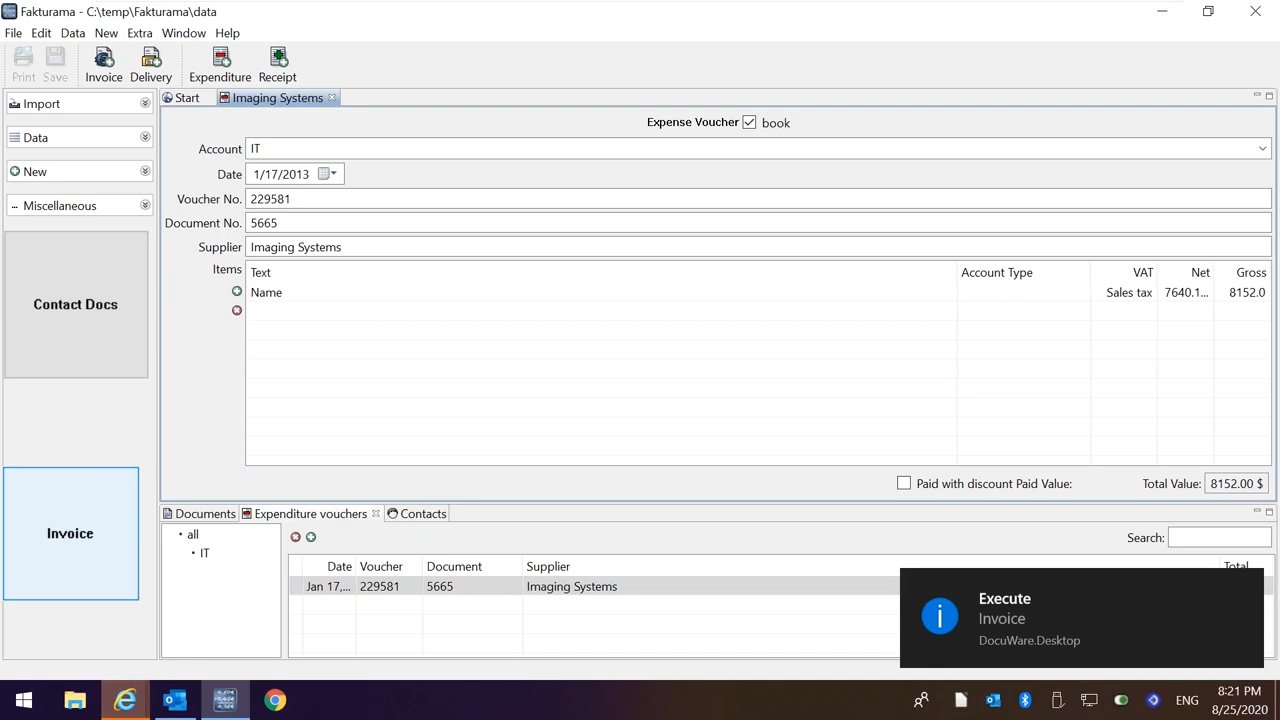 Fakturama - C:\temp\Fakturama\data
File Edit Data New Extra Window Help
Print Save Invoice Delivery Expenditure Receipt
Import
Data
New
Miscellaneous
Contact Docs
Invoice
Start Imaging Systems
Expense Voucher book
Account IT
Date 1/17/2013
Voucher No. 229581
Document No. 5665
Supplier Imaging Systems
Items Text Account Type VAT Net Gross
Name Sales tax 7640.1... 8152.0
Paid with discount Paid Value: Total Value: 8152.00 $
Documents Expenditure vouchers Contacts
all
IT
Search:
Date Voucher Document Supplier Total
Jan 17,... 229581 5665 Imaging Systems
Execute
Invoice
DocuWare.Desktop
ENG
8:21 PM
8/25/2020